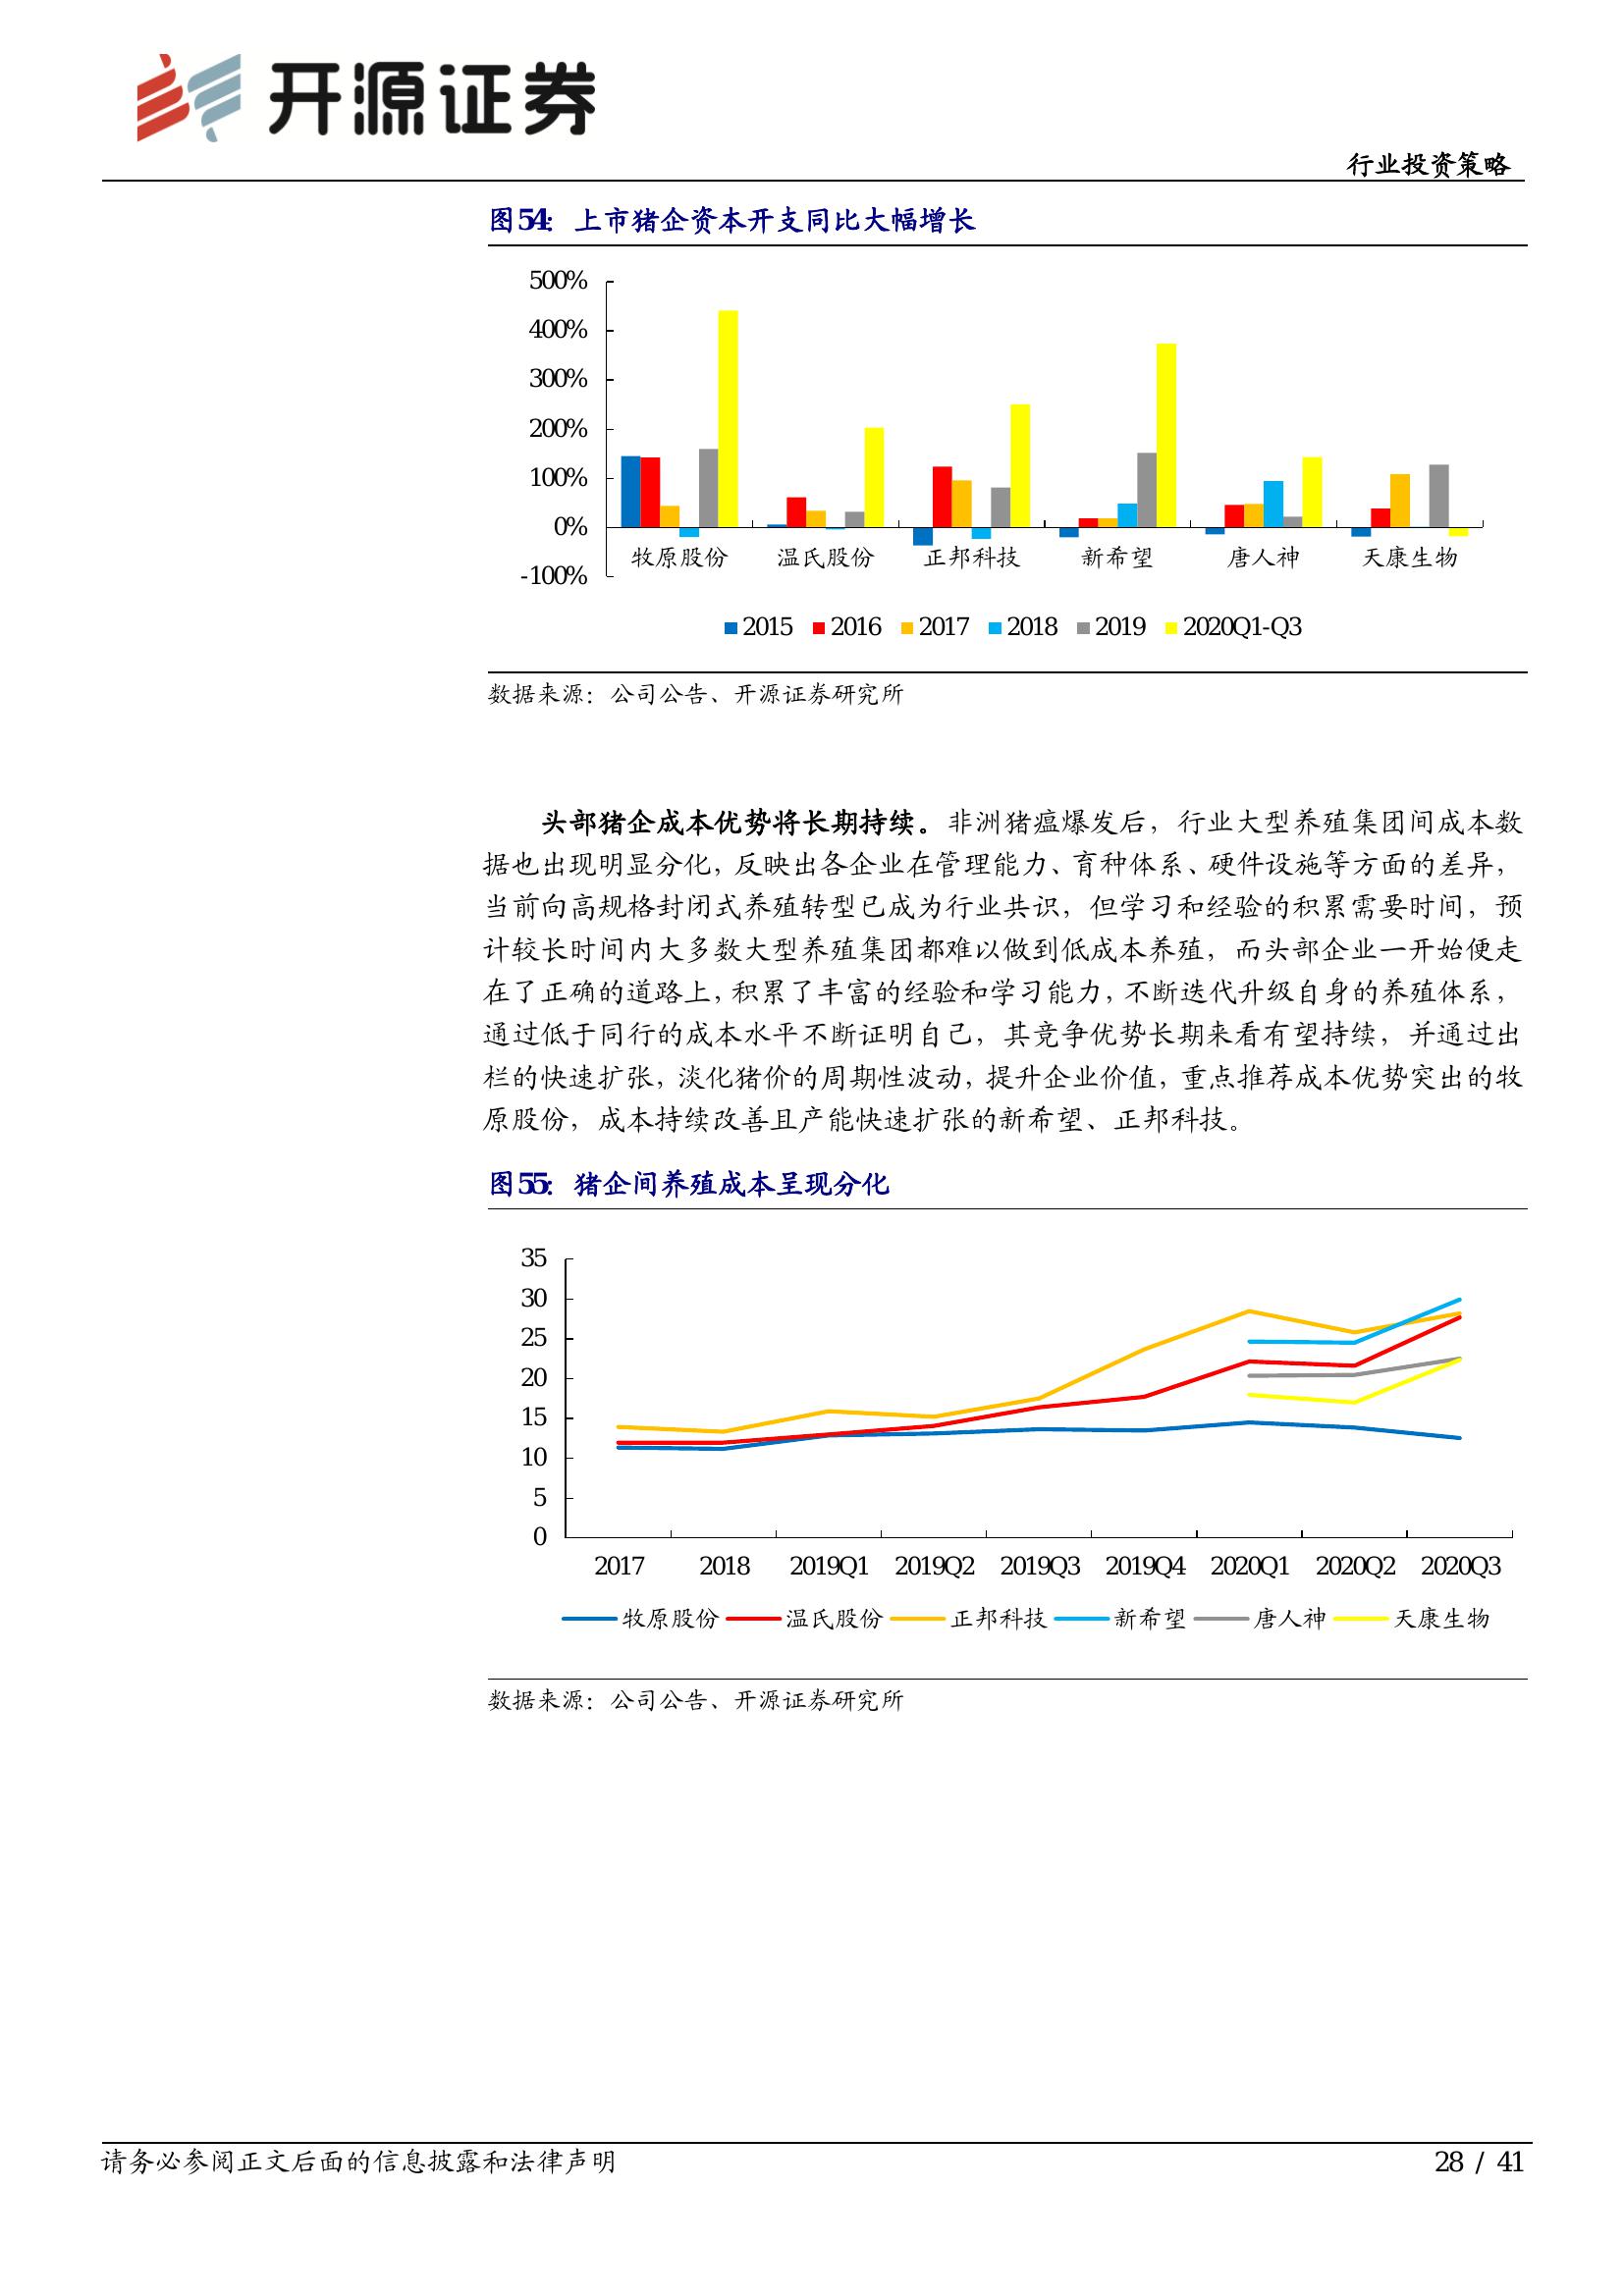 开源证券
行业投资策略
图54：上市猪企资本开支同比大幅增长
500%
400%
300%
200%
100%
0%
-100%
牧原股份 温氏股份 正邦科技 新希望 唐人神 天康生物
2015 2016 2017 2018 2019 2020Q1-Q3
数据来源：公司公告、开源证券研究所
头部猪企成本优势将长期持续。非洲猪瘟爆发后，行业大型养殖集团间成本数
据也出现明显分化，反映出各企业在管理能力、育种体系、硬件设施等方面的差异，
当前向高规格封闭式养殖转型已成为行业共识，但学习和经验的积累需要时间，预
计较长时间内大多数大型养殖集团都难以做到低成本养殖，而头部企业一开始便走
在了正确的道路上，积累了丰富的经验和学习能力，不断迭代升级自身的养殖体系，
通过低于同行的成本水平不断证明自己，其竞争优势长期来看有望持续，并通过出
栏的快速扩张，淡化猪价的周期性波动，提升企业价值，重点推荐成本优势突出的牧
原股份，成本持续改善且产能快速扩张的新希望、正邦科技。
图55：猪企间养殖成本呈现分化
35
30
25
20
15
10
5
0
2017 2018 2019Q1 2019Q2 2019Q3 2019Q4 2020Q1 2020Q2 2020Q3
牧原股份 温氏股份 正邦科技 新希望 唐人神 天康生物
数据来源：公司公告、开源证券研究所
请务必参阅正文后面的信息披露和法律声明
28 / 41